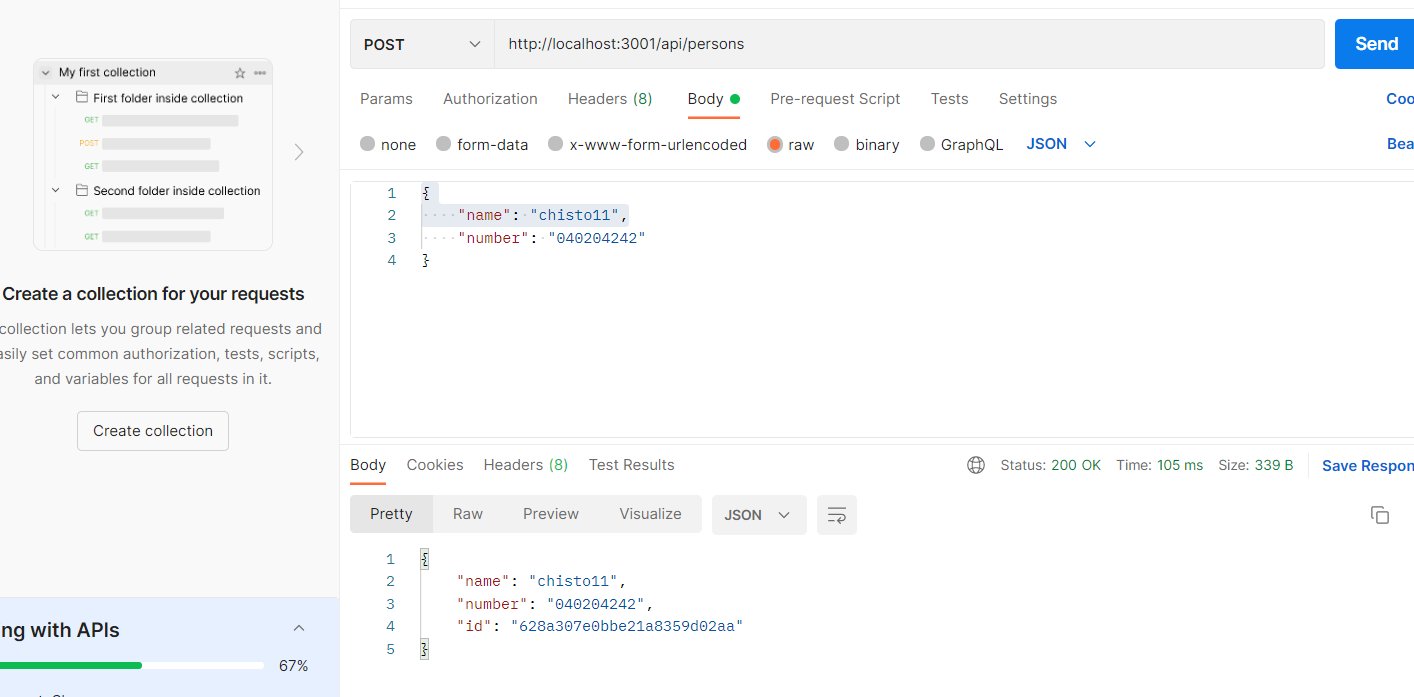 My first collection
First folder inside collection
GET
POST
GET
Second folder inside collection
GET
GET
Create a collection for your requests
collection lets you group related requests and
asily set common authorization, tests, scripts,
and variables for all requests in it.
Create collection
ng with APIs
67%
POST
http://localhost:3001/api/persons
Send
Params Authorization Headers (8) Body Pre-request Script Tests Settings Coo
none form-data x-www-form-urlencoded raw binary GraphQL JSON Bea
1 {
2 "name": "chisto11",
3 "number": "040204242"
4 }
Body Cookies Headers (8) Test Results Status: 200 OK Time: 105 ms Size: 339 B Save Respon
Pretty Raw Preview Visualize JSON
1 {
2 "name": "chisto11",
3 "number": "040204242",
4 "id": "628a307e0bbe21a8359d02aa"
5 }